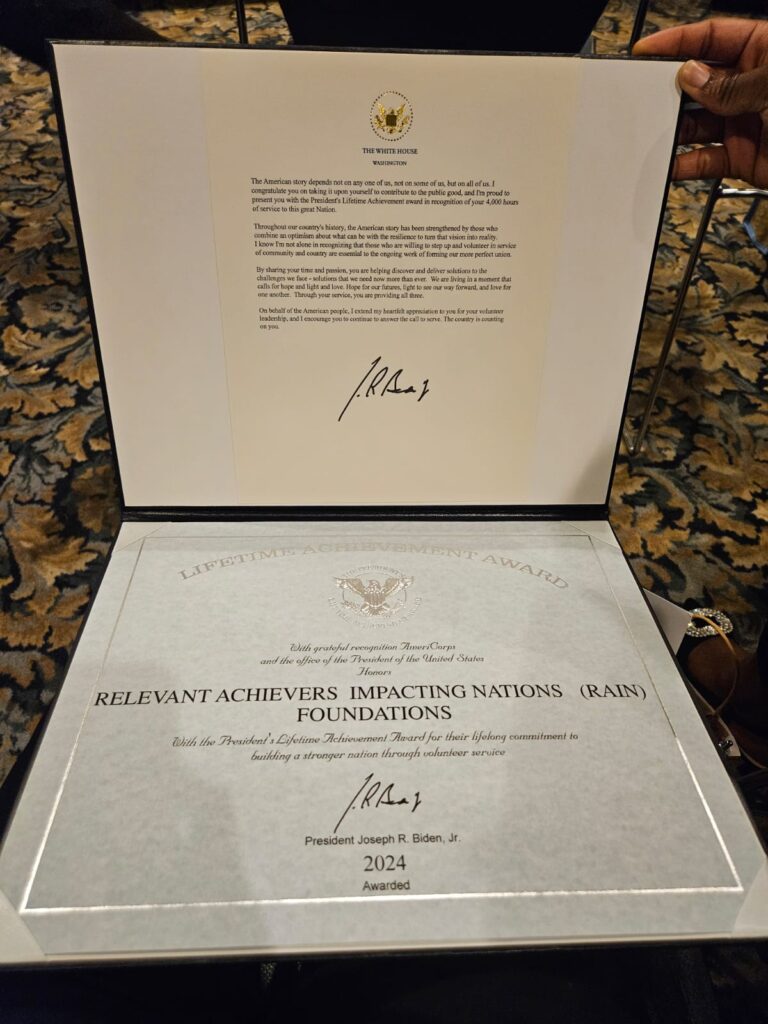 THE WHITE HOUSE
WASHINGTON
The American story depends not on any one of us, not on some of us, but on all of us. I
congratulate you on taking it upon yourself to contribute to the public good, and I'm proud to
present you with the President's Lifetime Achievement award in recognition of your 4,000 hours
of service to this great Nation.
Throughout our country's history, the American story has been strengthened by those who
combine an optimism about what can be with the resilience to turn that vision into reality.
I know I'm not alone in recognizing that those who are willing to step up and volunteer in service
of community and country are essential to the ongoing work of forming our more perfect union.
By sharing your time and passion, you are helping discover and deliver solutions to the
challenges we face - solutions that we need now more than ever. We are living in a moment that
calls for hope and light and love. Hope for our futures, light to see our way forward, and love for
one another. Through your service, you are providing all three.
On behalf of the American people, I extend my heartfelt appreciation to you for your volunteer
leadership, and I encourage you to continue to answer the call to serve. The country is counting
on you.
LIFETIME ACHIEVEMENT AWARD
With grateful recognition AmeriCorps
and the office of the President of the United States
Honors
RELEVANT ACHIEVERS IMPACTING NATIONS (RAIN)
FOUNDATIONS
With the President's Lifetime Achievement Award for their lifelong commitment to
building a stronger nation through volunteer service
President Joseph R. Biden, Jr.
2024
Awarded